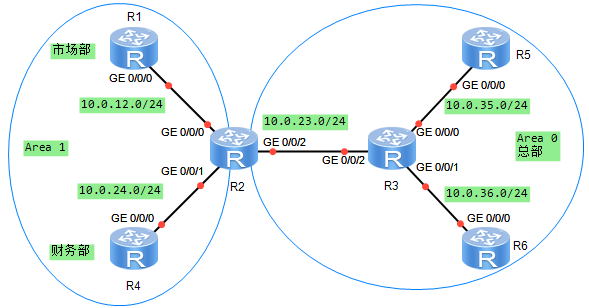 R1
市场部
GE 0/0/0
10.0.12.0/24
GE 0/0/0
Area 1
GE 0/0/1
10.0.24.0/24
GE 0/0/0
财务部
R4
R
R
R
R2
10.0.23.0/24
GE 0/0/2
GE 0/0/2
R
R3
GE 0/0/0
GE 0/0/1
R5
R
GE 0/0/0
10.0.35.0/24
Area 0
总部
10.0.36.0/24
GE 0/0/0
R
R6